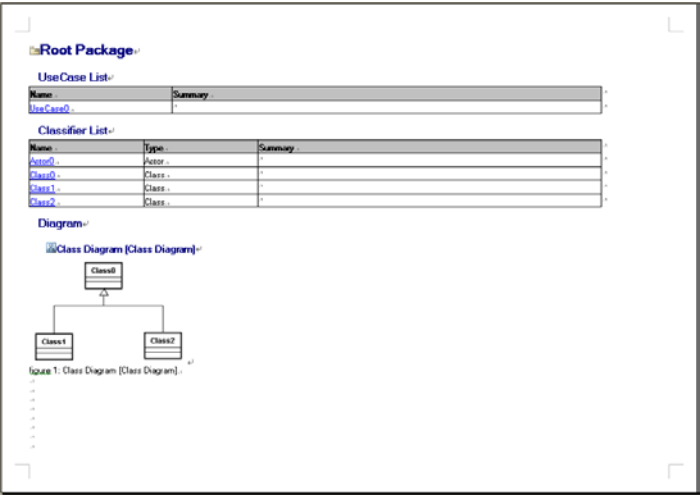 Root Package
UseCase List
Name Summary
UseCase0
Classifier List
Name Type Summary
Actor0 Actor
Class0 Class
Class1 Class
Class2 Class
Diagram
Class Diagram [Class Diagram]
Class0
Class1 Class2
figure 1: Class Diagram [Class Diagram]